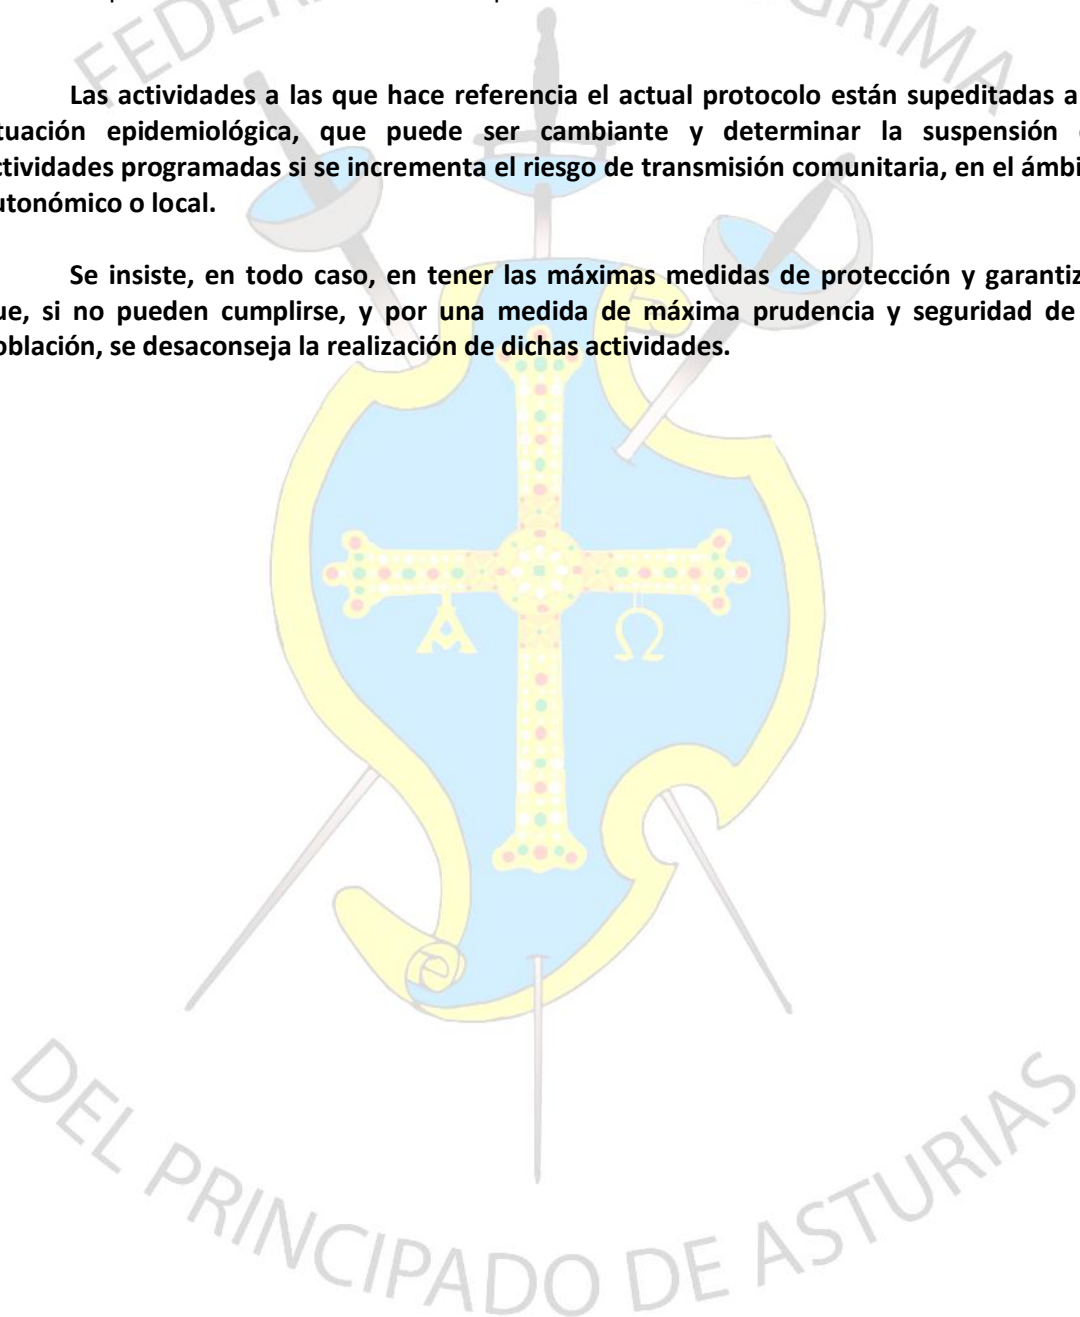 FEDER GRIMA
Las actividades a las que hace referencia el actual protocolo están supeditadas a
tuación epidemiológica, que puede ser cambiante y determinar la suspensión
ctividades programadas si se incrementa el riesgo de transmisión comunitaria, en el ámbi
utonómico o local.
Se insiste, en todo caso, en tener las máximas medidas de protección y garantiz
ue, si no pueden cumplirse, y por una medida de máxima prudencia y seguridad de
oblación, se desaconseja la realización de dichas actividades.
A Ω
DEL PRINCIPADO DE ASTURIAS